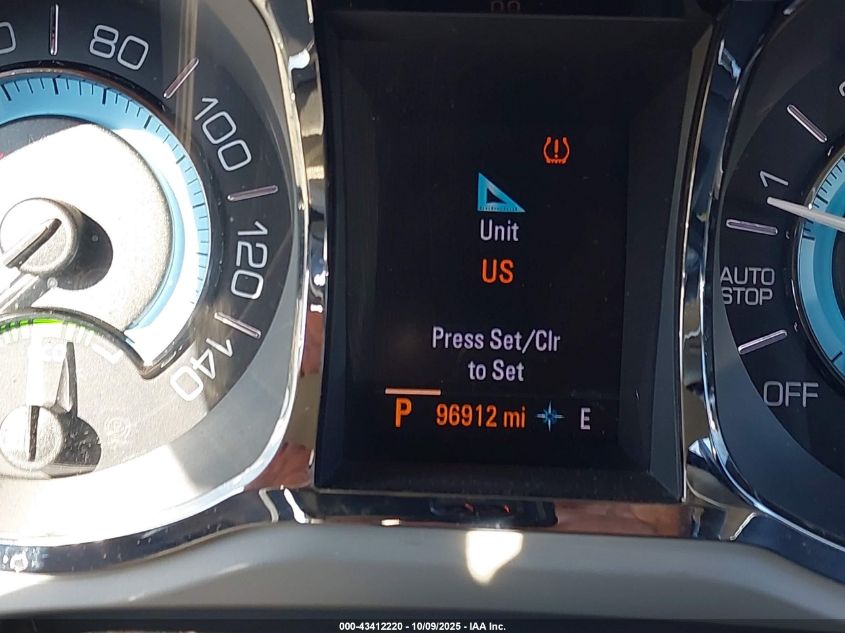 80
100
120
140
Unit
US
Press Set/Clr
to Set
P 96912 mi E
1
AUTO
STOP
OFF
000-43412220 - 10/09/2025 - IAA Inc.